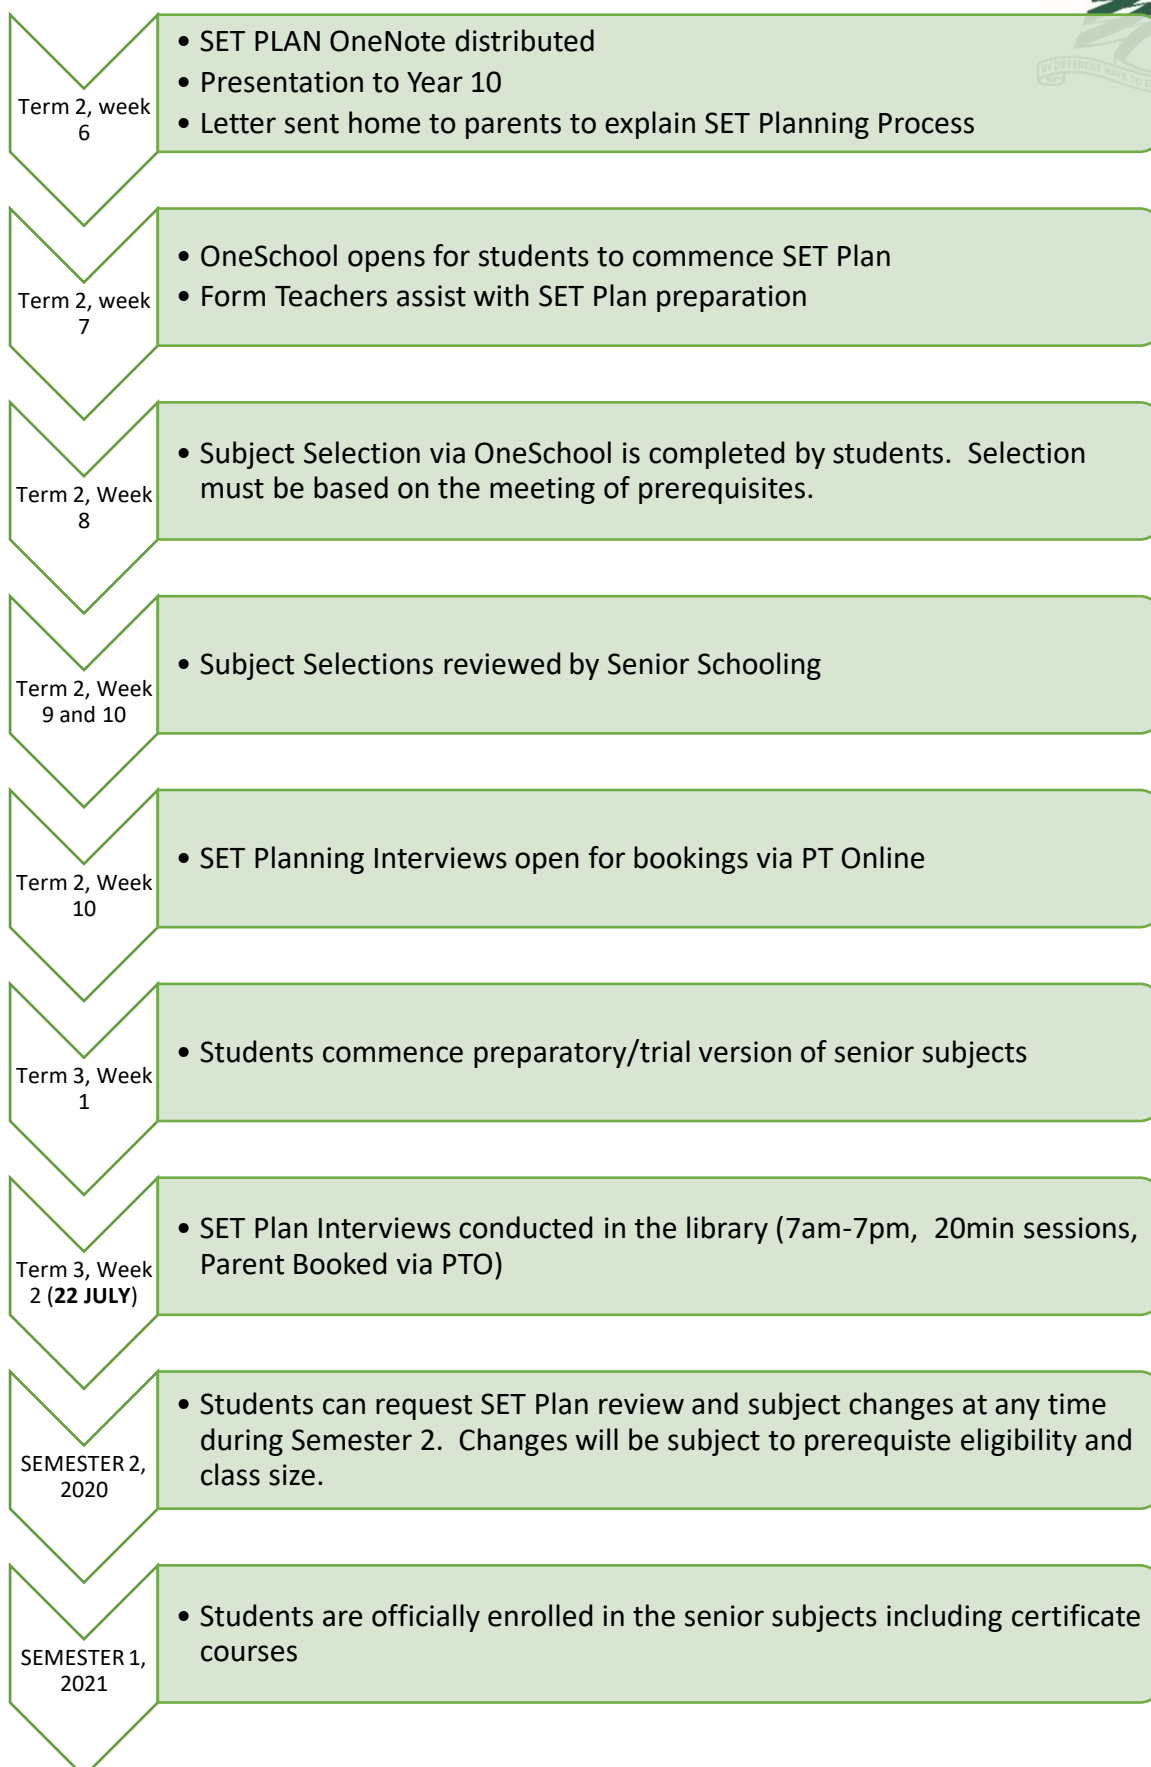 • SET PLAN OneNote distributed
• Presentation to Year 10
• Letter sent home to parents to explain SET Planning Process
Term 2, week
6
• OneSchool opens for students to commence SET Plan
• Form Teachers assist with SET Plan preparation
Term 2, week
7
• Subject Selection via OneSchool is completed by students.  Selection
must be based on the meeting of prerequisites.
Term 2, Week
8
• Subject Selections reviewed by Senior Schooling
Term 2, Week
9 and 10
• SET Planning Interviews open for bookings via PT Online
Term 2, Week
10
• Students commence preparatory/trial version of senior subjects
Term 3, Week
1
• SET Plan Interviews conducted in the library (7am-7pm,  20min sessions,
Parent Booked via PTO)
Term 3, Week
2 (22 JULY)
• Students can request SET Plan review and subject changes at any time
during Semester 2.  Changes will be subject to prerequiste eligibility and
class size.
SEMESTER 2,
2020
• Students are officially enrolled in the senior subjects including certificate
courses
SEMESTER 1,
2021